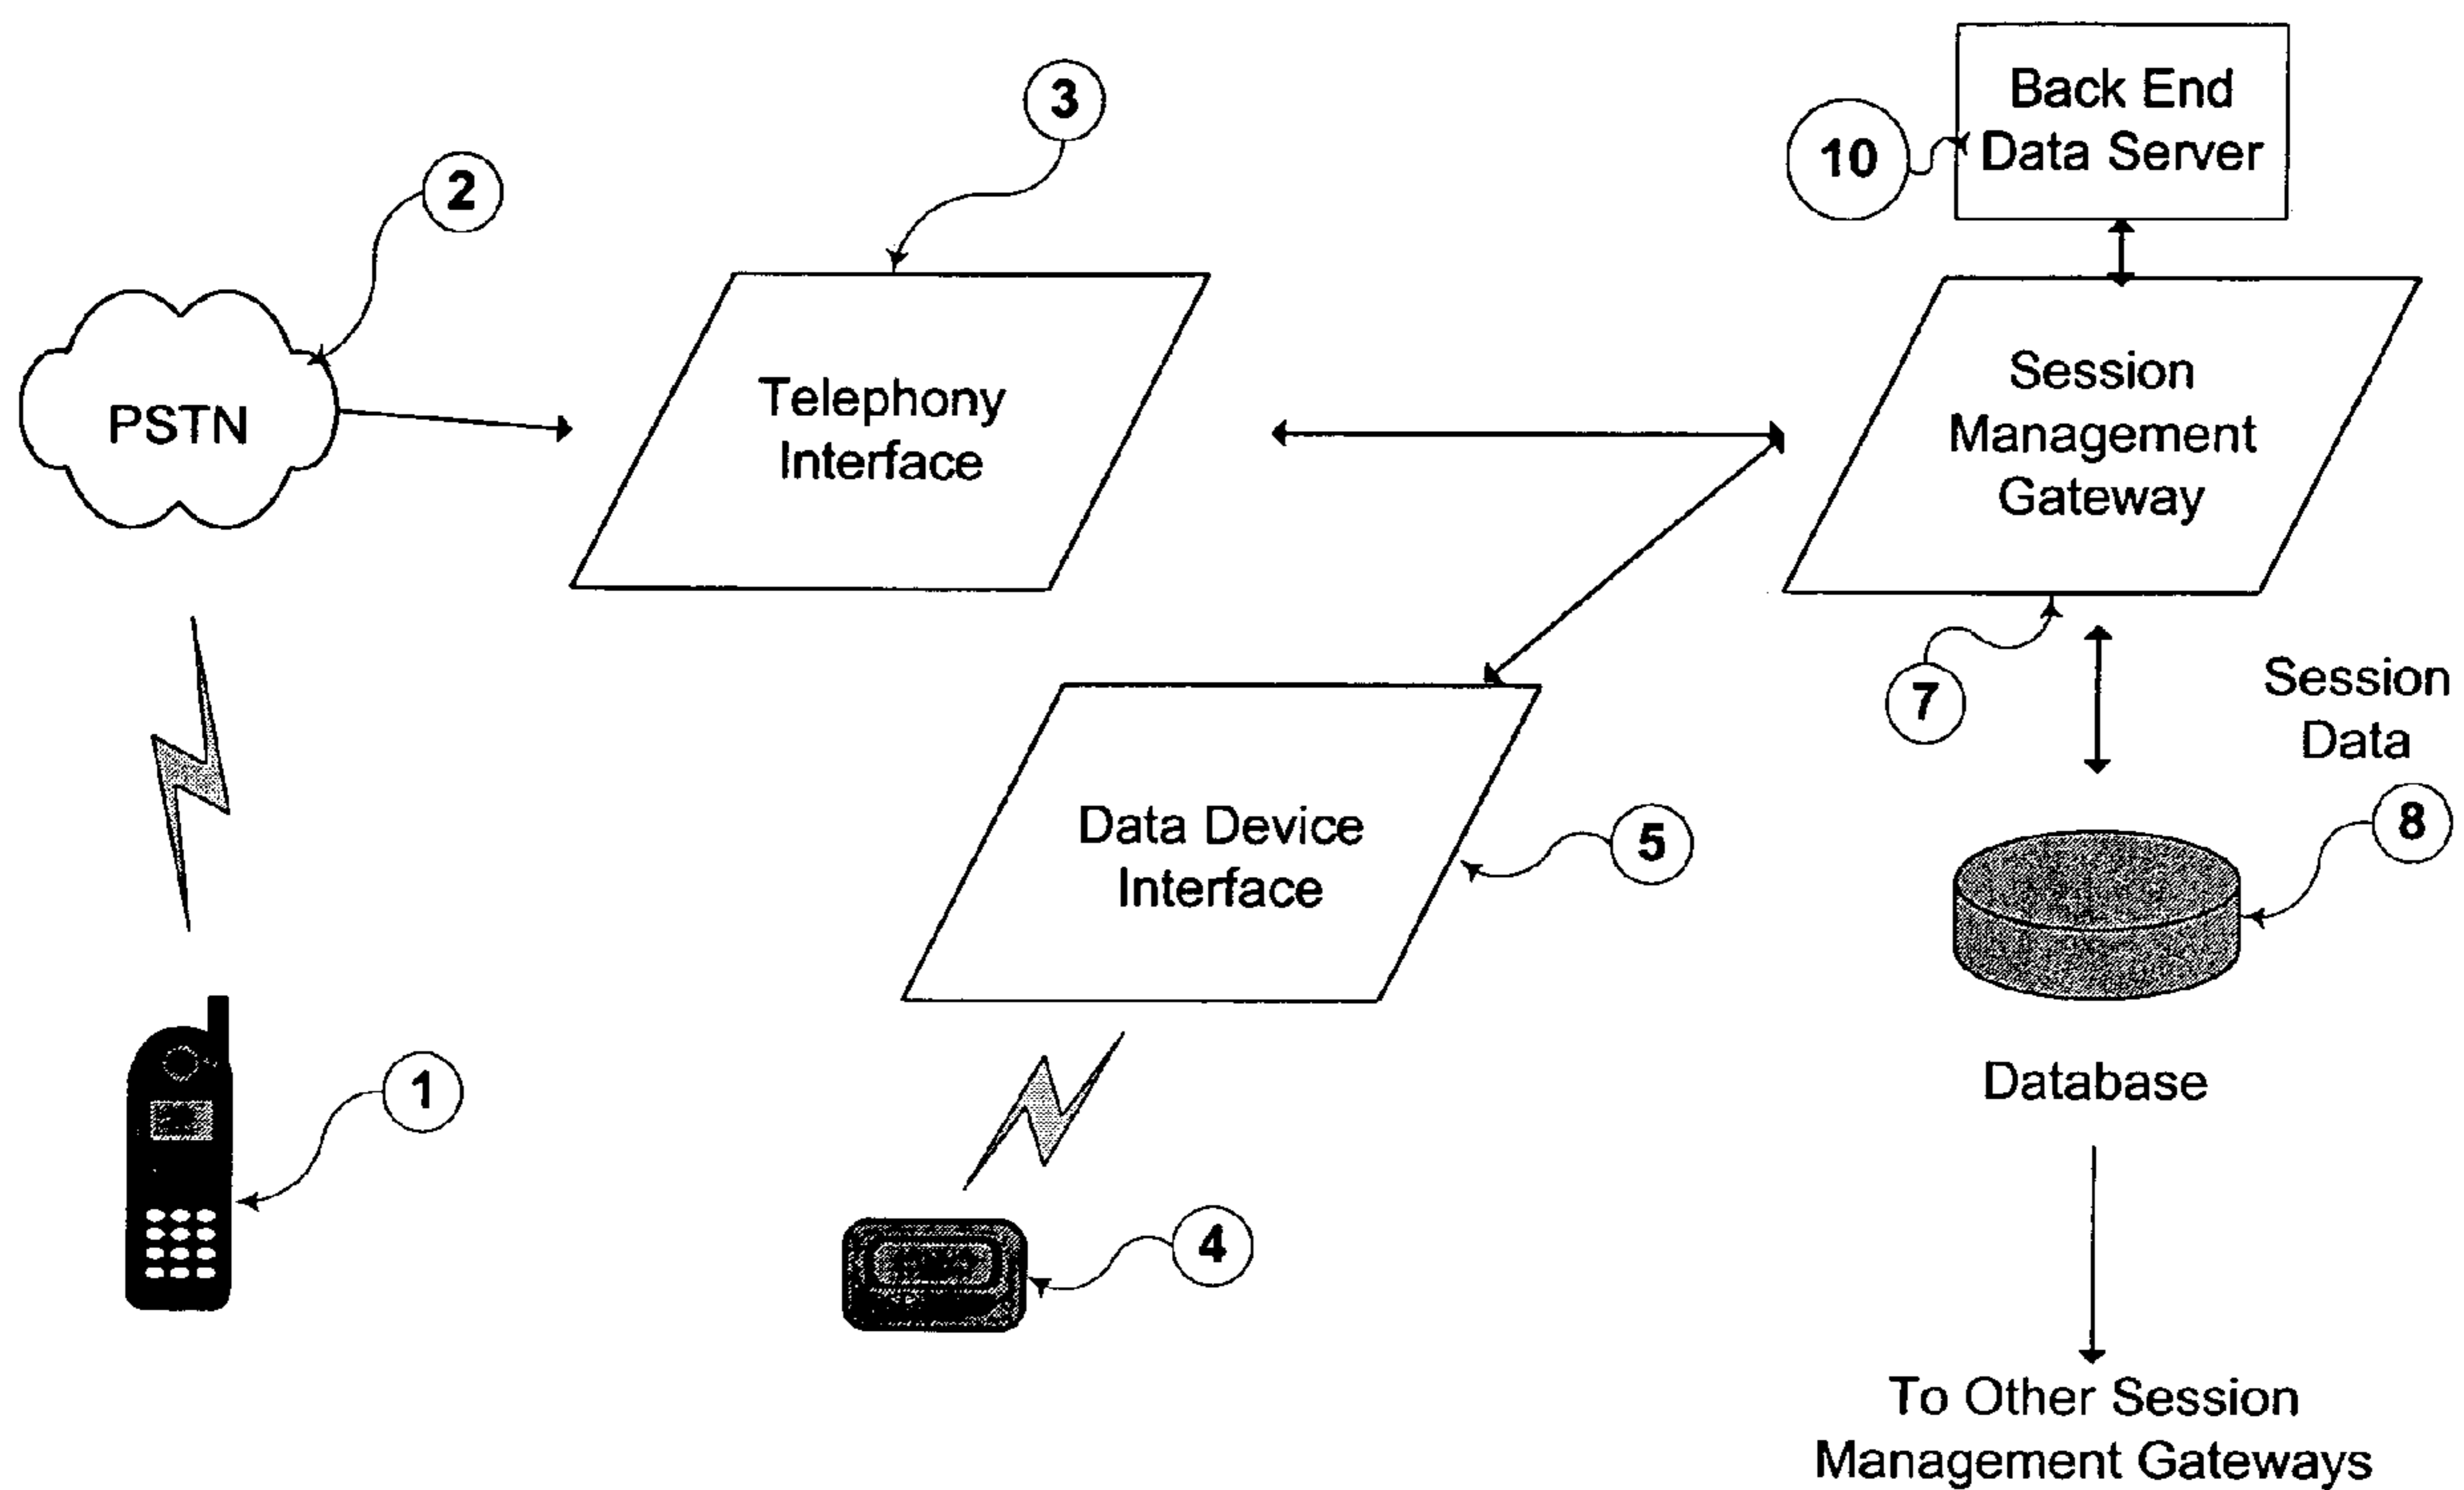 3
Back End
Data Server
10
2
PSTN
Telephony
Interface
Session
Management
Gateway
7
Session
Data
Data Device
Interface
5
8
Database
1
4
To Other Session
Management Gateways